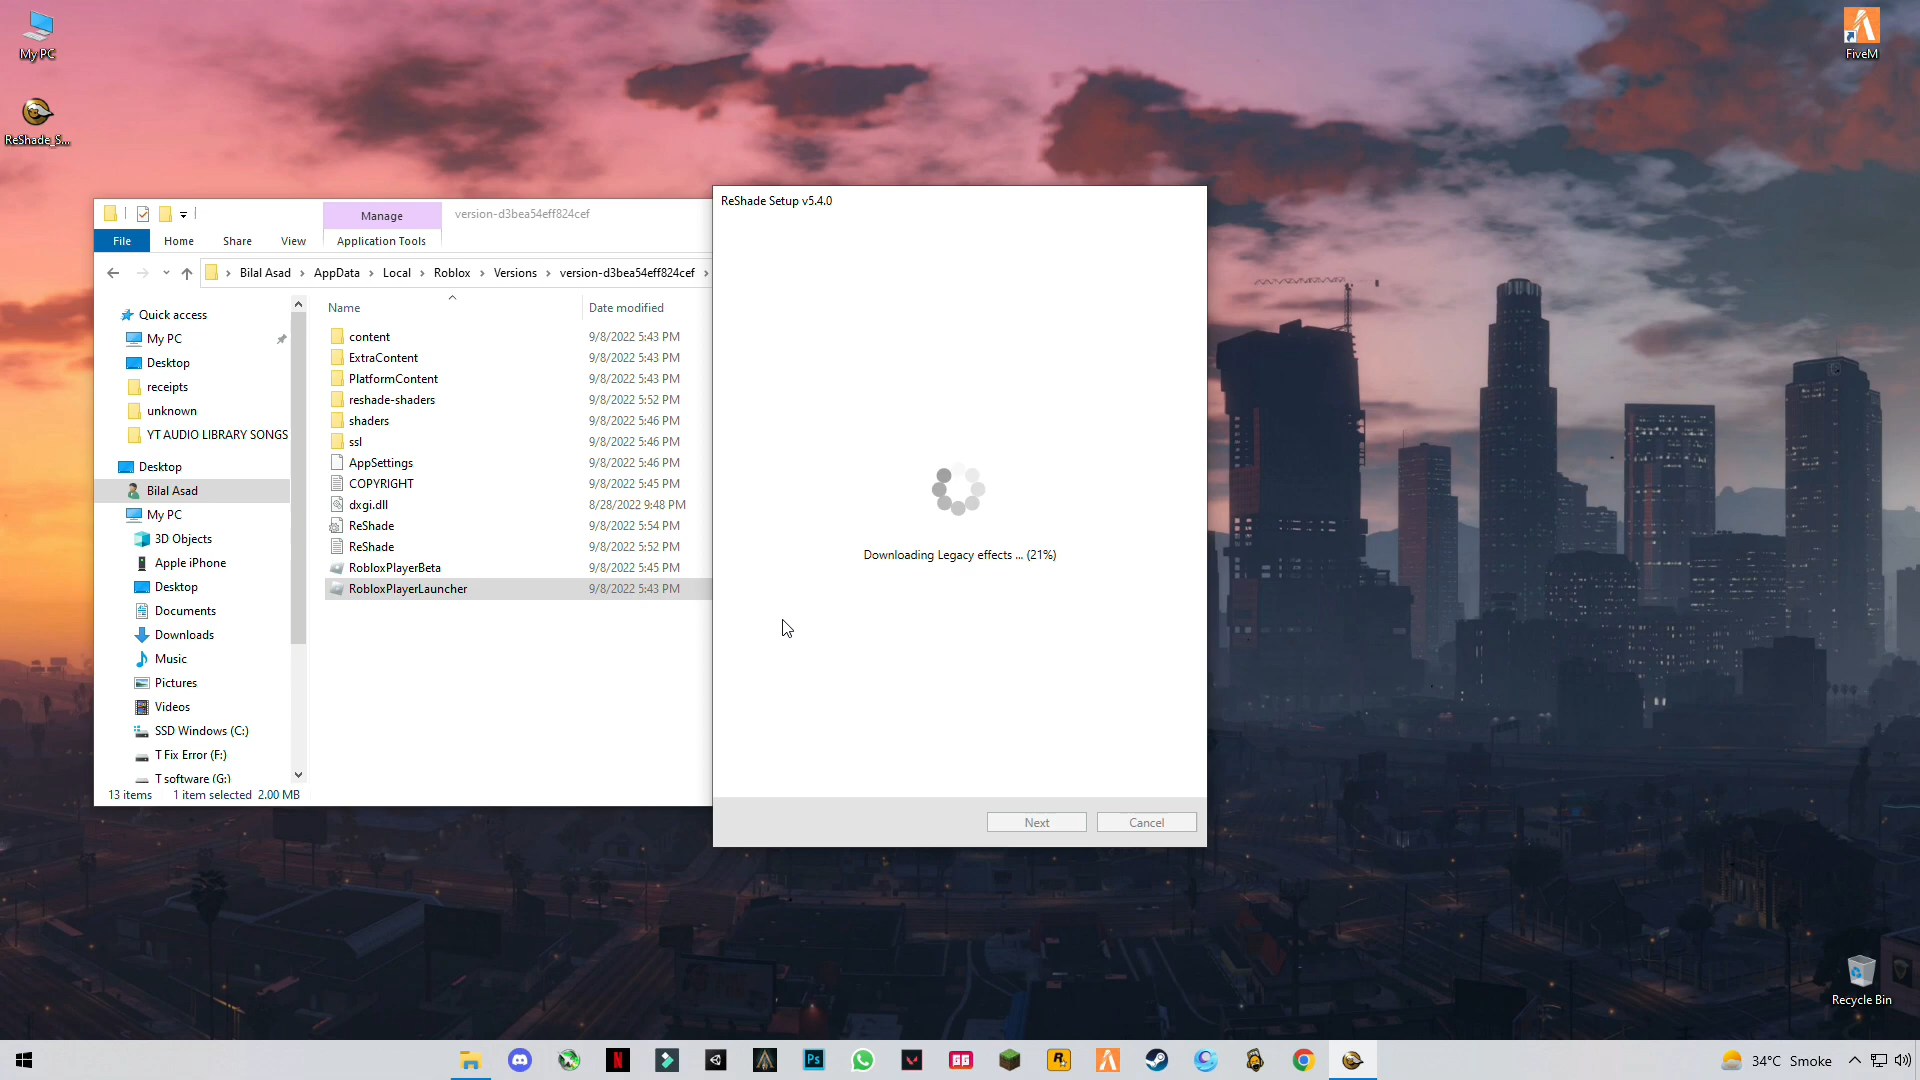 My PC
ReShade_S...
FiveM
Manage
version-d3bea54eff824cef
File
Home
Share
View
Application Tools
Bilal Asad
AppData
Local
Roblox
Versions
version-d3bea54eff824cef
Quick access
My PC
Desktop
receipts
unknown
YT AUDIO LIBRARY SONGS
Desktop
Bilal Asad
My PC
3D Objects
Apple iPhone
Desktop
Documents
Downloads
Music
Pictures
Videos
SSD Windows (C:)
T Fix Error (F:)
T software (G:)
Name Date modified
content 9/8/2022 5:43 PM
ExtraContent 9/8/2022 5:43 PM
PlatformContent 9/8/2022 5:43 PM
reshade-shaders 9/8/2022 5:52 PM
shaders 9/8/2022 5:46 PM
ssl 9/8/2022 5:46 PM
AppSettings 9/8/2022 5:46 PM
COPYRIGHT 9/8/2022 5:45 PM
dxgi.dll 8/28/2022 9:48 PM
ReShade 9/8/2022 5:54 PM
ReShade 9/8/2022 5:52 PM
RobloxPlayerBeta 9/8/2022 5:45 PM
RobloxPlayerLauncher 9/8/2022 5:43 PM
13 items 1 item selected 2.00 MB
ReShade Setup v5.4.0
Downloading Legacy effects ... (21%)
Next
Cancel
Recycle Bin
34°C Smoke